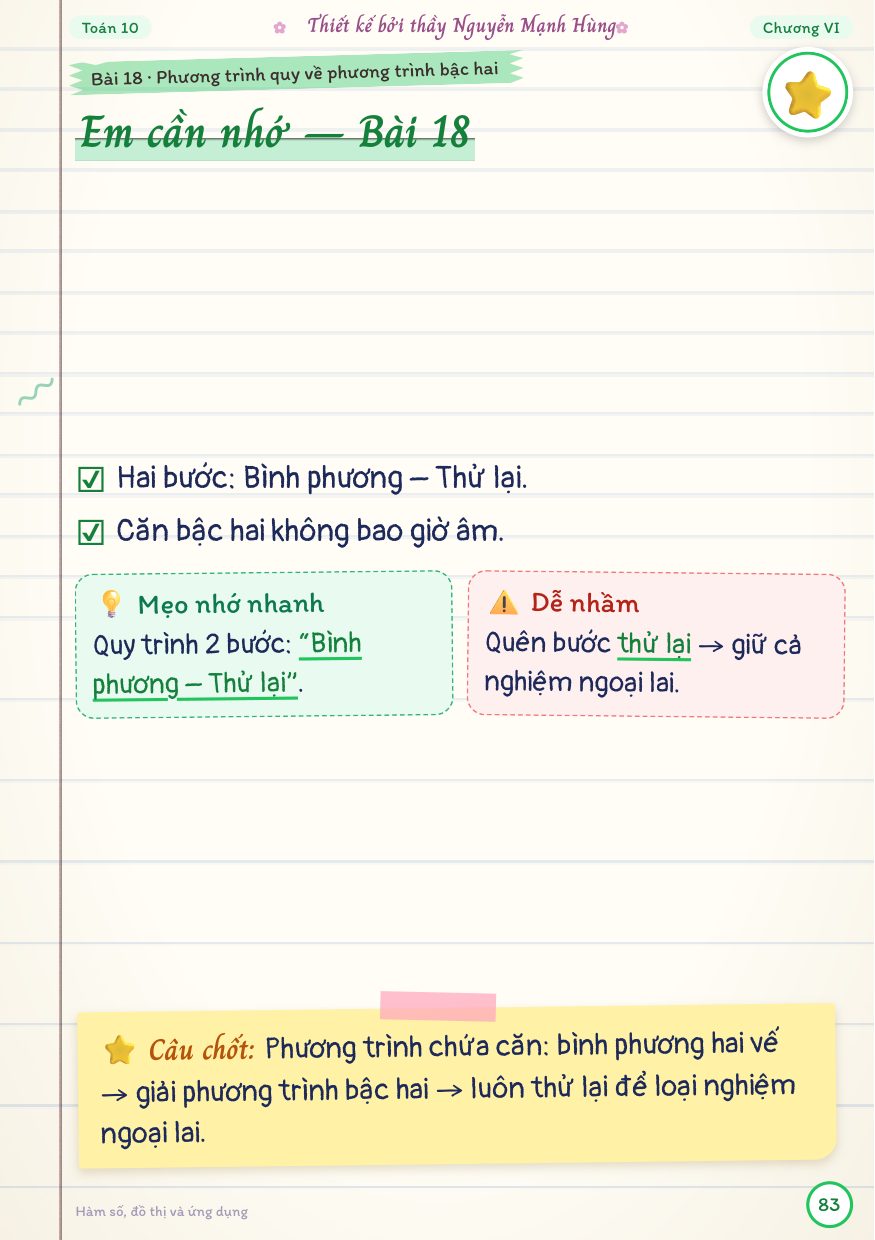 Toán 10
Thiết kế bởi thầy Nguyễn Mạnh Hùng
Chương VI
Bài 18 · Phương trình quy về phương trình bậc hai
Em cần nhớ — Bài 18
Hai bước: Bình phương – Thử lại.
Căn bậc hai không bao giờ âm.
Mẹo nhớ nhanh
Quy trình 2 bước: “Bình
phương – Thử lại”.
Dễ nhầm
Quên bước thử lại → giữ cả
nghiệm ngoại lai.
Câu chốt: Phương trình chứa căn: bình phương hai vế
→ giải phương trình bậc hai → luôn thử lại để loại nghiệm
ngoại lai.
Hàm số, đồ thị và ứng dụng
83